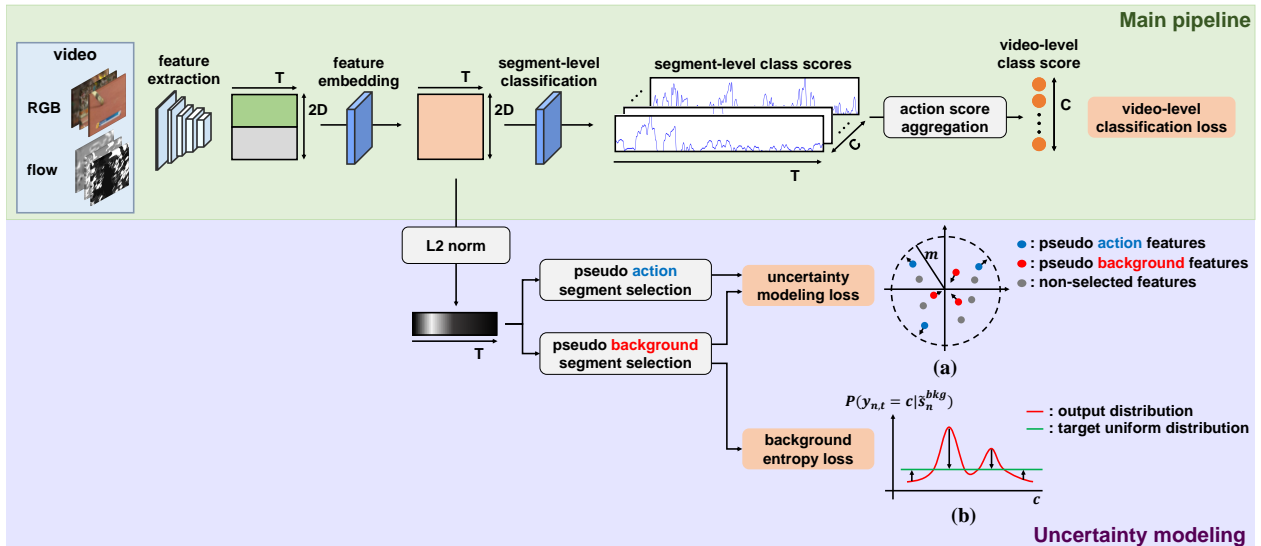 Main pipeline
video
RGB
flow
feature
extraction
T
2D
feature
embedding
T
2D
segment-level
classification
segment-level class scores
T
C
action score
aggregation
video-level
class score
C
video-level
classification loss
L2 norm
T
pseudo action
segment selection
pseudo background
segment selection
uncertainty
modeling loss
background
entropy loss
m
(a)
: pseudo action features
: pseudo background features
: non-selected features
P(y_{n,t} = c|s̃_n^{bkg})
c
(b)
: output distribution
: target uniform distribution
Uncertainty modeling